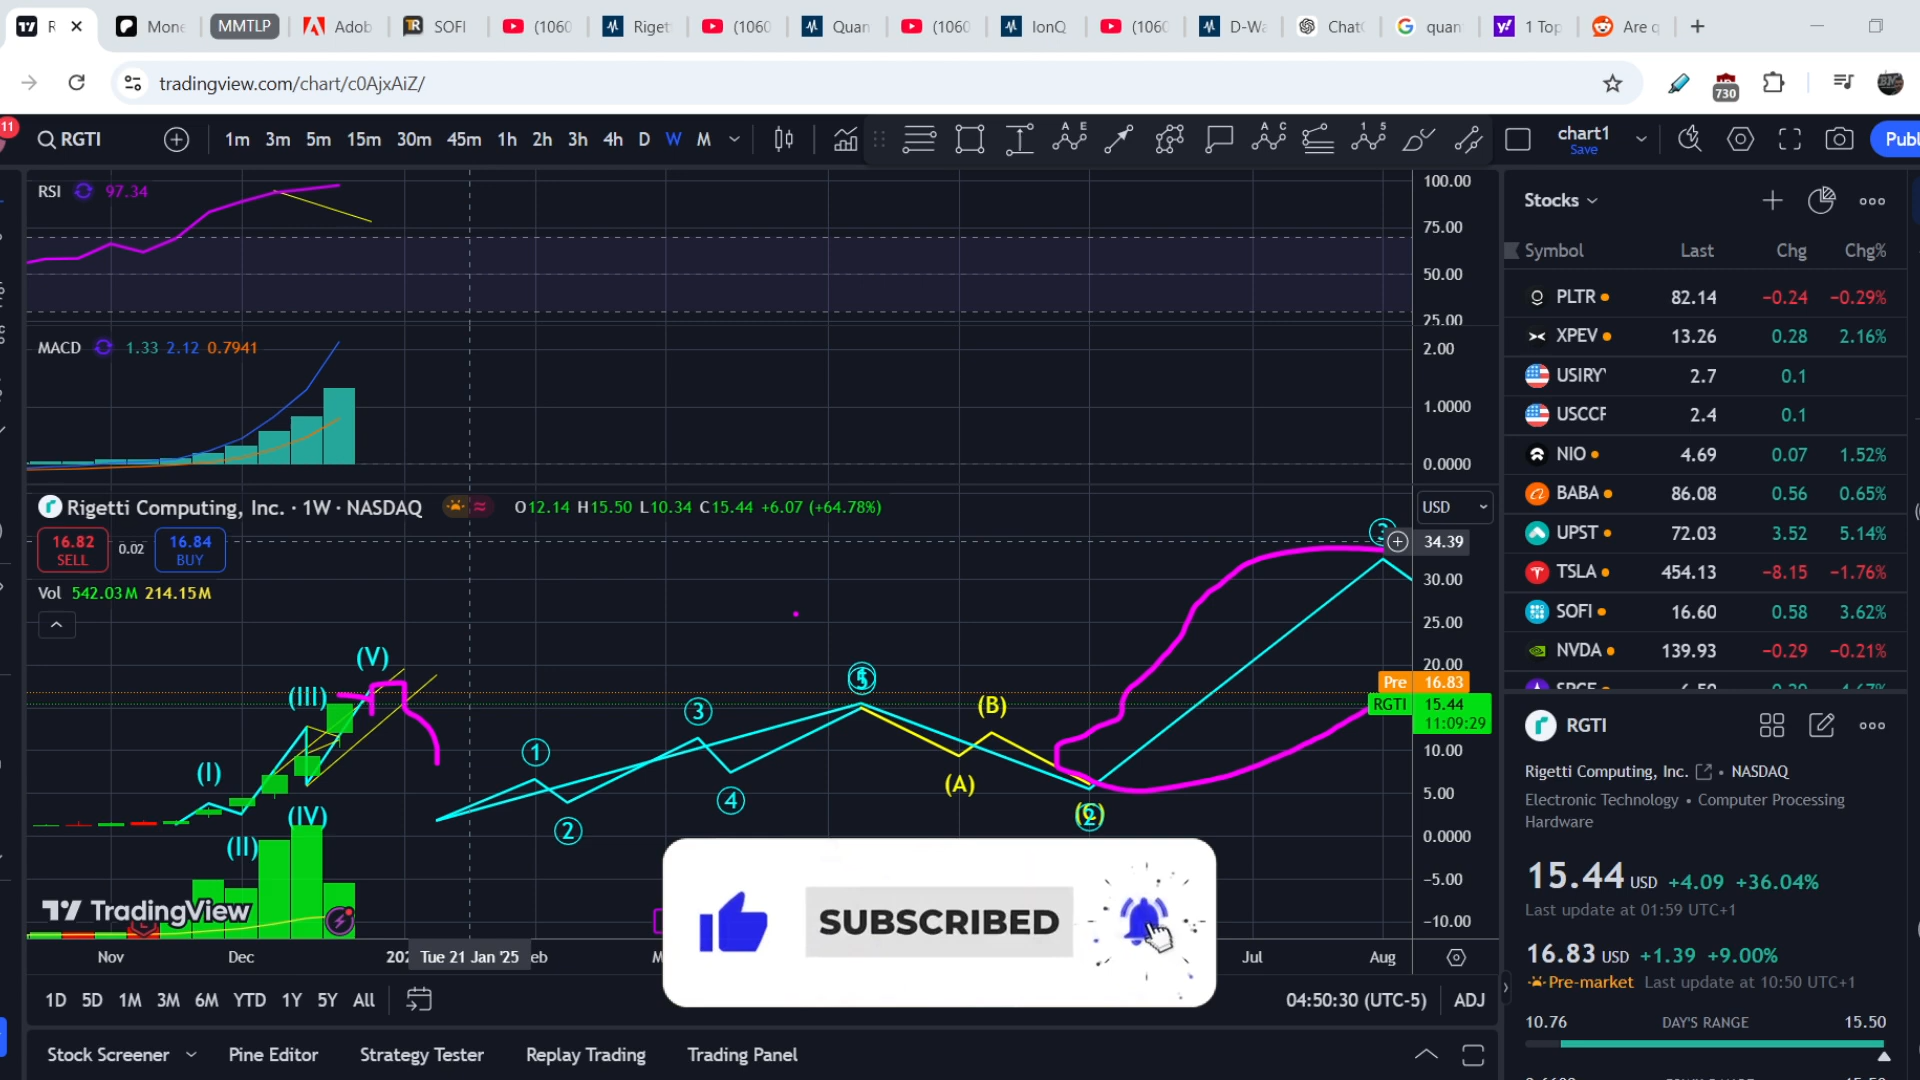 R
Mone
MMTLP
Adob
SOFI
(1060
Riget
(1060
Quan
(1060
IonQ
(1060
D-Wa
ChatG
quan
1 Top
Are q
tradingview.com/chart/c0AjxAiZ/
730
11
RGTI
1m 3m 5m 15m 30m 45m 1h 2h 3h 4h D W M
chart1
Save
Publ
RSI 97.34
100.00
75.00
50.00
25.00
MACD 1.33 2.12 0.7941
2.00
1.0000
0.0000
Rigetti Computing, Inc. · 1W · NASDAQ
O12.14 H15.50 L10.34 C15.44 +6.07 (+64.78%)
USD
16.82
SELL
0.02
16.84
BUY
Vol 542.03M 214.15M
34.39
30.00
25.00
20.00
Pre 16.83
RGTI 15.44
11:09:29
10.00
5.00
0.0000
−5.00
−10.00
(I)
(II)
(III)
(IV)
(V)
1
2
3
4
5
(A)
(B)
2
TradingView
SUBSCRIBED
Nov
Dec
202
Tue 21 Jan '25
eb
M
Jul
Aug
1D 5D 1M 3M 6M YTD 1Y 5Y All
04:50:30 (UTC-5)
ADJ
Stock Screener
Pine Editor
Strategy Tester
Replay Trading
Trading Panel
Stocks
Symbol Last Chg Chg%
PLTR 82.14 −0.24 −0.29%
XPEV 13.26 0.28 2.16%
USIRY 2.7 0.1
USCCF 2.4 0.1
NIO 4.69 0.07 1.52%
BABA 86.08 0.56 0.65%
UPST 72.03 3.52 5.14%
TSLA 454.13 −8.15 −1.76%
SOFI 16.60 0.58 3.62%
NVDA 139.93 −0.29 −0.21%
RGTI
Rigetti Computing, Inc. • NASDAQ
Electronic Technology • Computer Processing
Hardware
15.44 USD +4.09 +36.04%
Last update at 01:59 UTC+1
16.83 USD +1.39 +9.00%
Pre-market Last update at 10:50 UTC+1
10.76 DAY'S RANGE 15.50